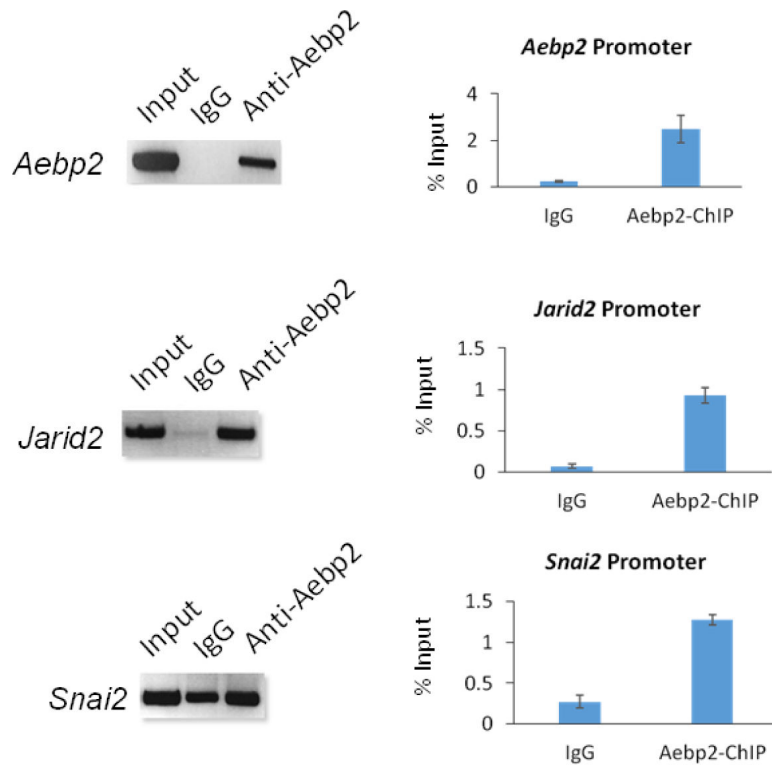 Input IgG Anti-Aebp2
Aebp2
Aebp2 Promoter
% Input
4
2
0
IgG Aebp2-ChIP
Input IgG Anti-Aebp2
Jarid2
Jarid2 Promoter
% Input
1.5
1
0.5
0
IgG Aebp2-ChIP
Input IgG Anti-Aebp2
Snai2
Snai2 Promoter
% Input
1.5
1
0.5
0
IgG Aebp2-ChIP